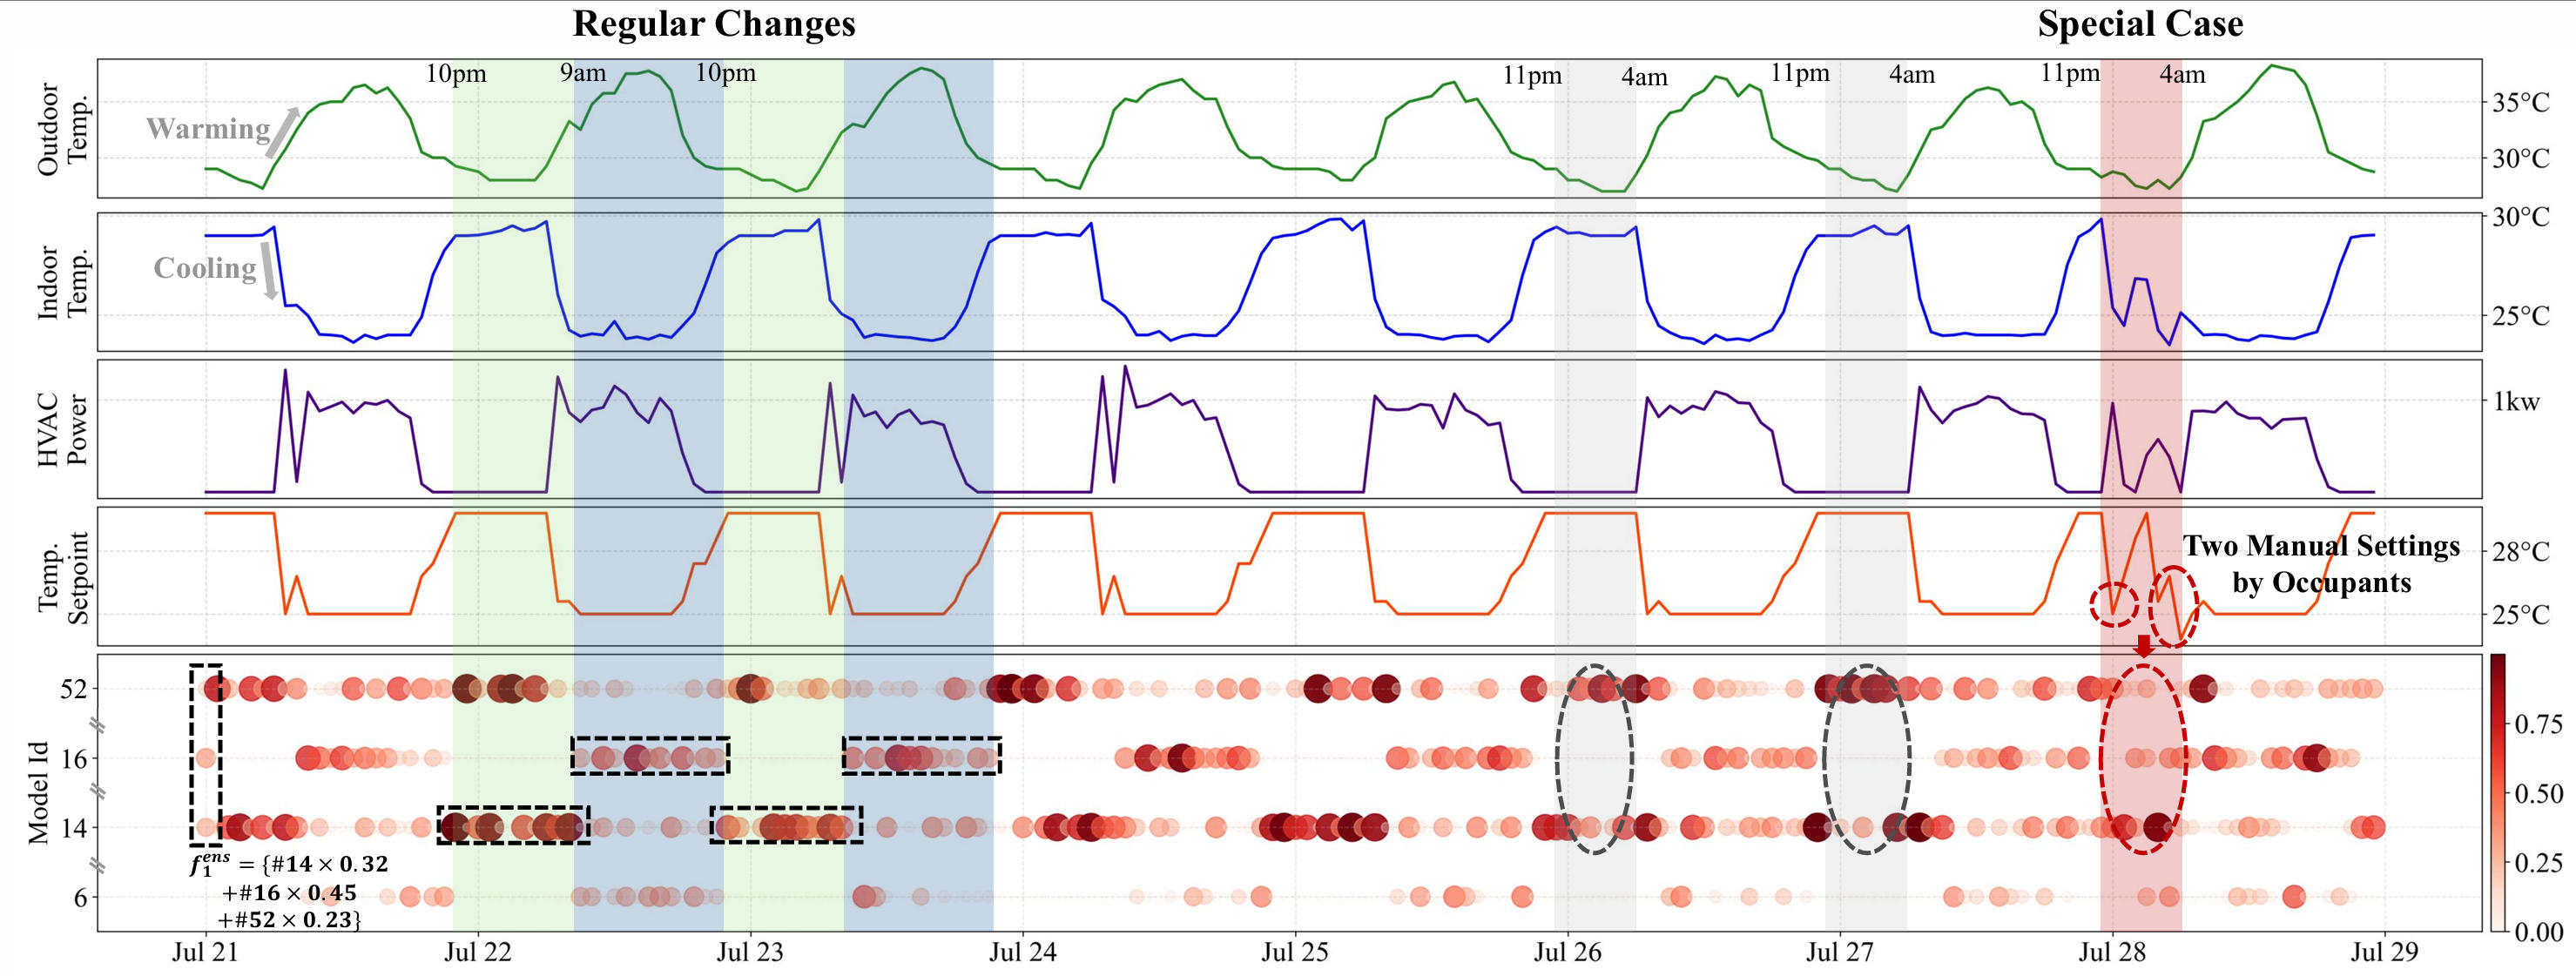 Regular Changes
Special Case
Outdoor
Temp.
10pm
9am
10pm
11pm
4am
11pm
4am
11pm
4am
Warming
35°C
30°C
Indoor
Temp.
Cooling
30°C
25°C
HVAC
Power
1kw
Temp.
Setpoint
Two Manual Settings
by Occupants
28°C
25°C
Model Id
52
16
14
6
f₁ᵉⁿˢ = {#14 × 0.32
+#16 × 0.45
+#52 × 0.23}
0.75
0.50
0.25
0.00
Jul 21
Jul 22
Jul 23
Jul 24
Jul 25
Jul 26
Jul 27
Jul 28
Jul 29